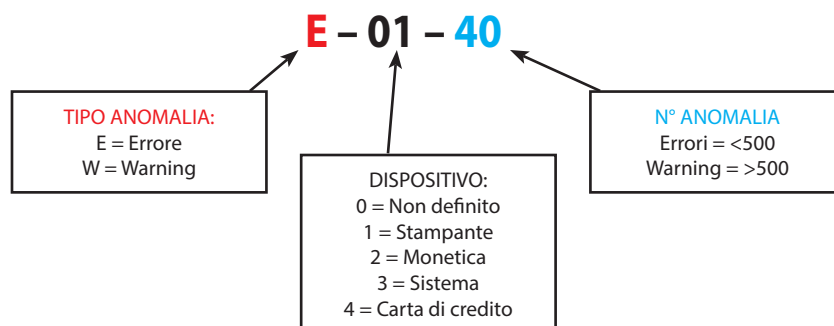 E – 01 – 40
TIPO ANOMALIA:
E = Errore
W = Warning
DISPOSITIVO:
0 = Non definito
1 = Stampante
2 = Monetica
3 = Sistema
4 = Carta di credito
N° ANOMALIA
Errori = <500
Warning = >500